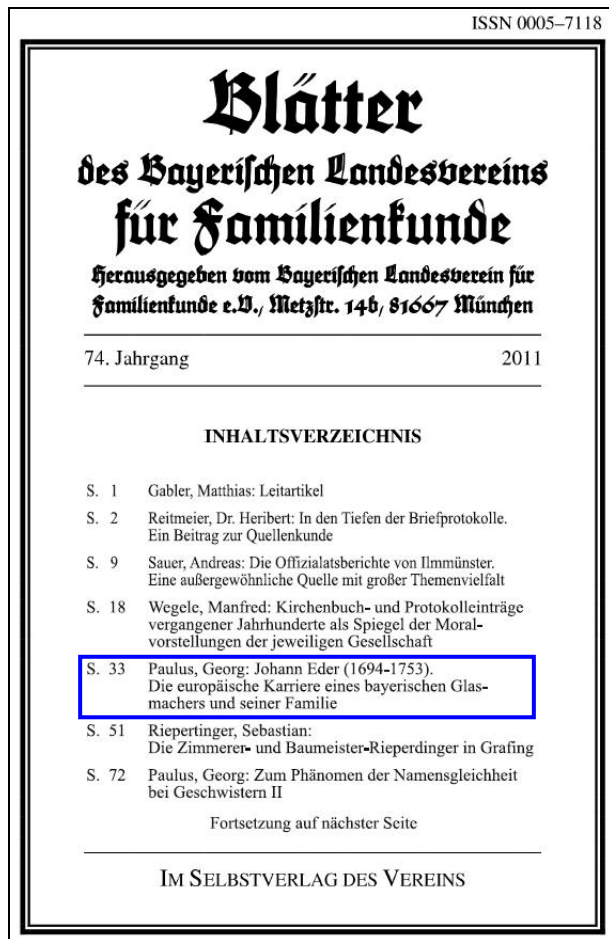 ISSN 0005–7118
Blätter
des Bayeriſchen Landesvereins
für Familienkunde
Herausgegeben vom Bayeriſchen Landesverein für
Familienkunde e.V., Metzſtr. 14b, 81667 München
74. Jahrgang 2011
INHALTSVERZEICHNIS
S. 1 Gabler, Matthias: Leitartikel
S. 2 Reitmeier, Dr. Heribert: In den Tiefen der Briefprotokolle.
Ein Beitrag zur Quellenkunde
S. 9 Sauer, Andreas: Die Offizialatsberichte von Ilmmünster.
Eine außergewöhnliche Quelle mit großer Themenvielfalt
S. 18 Wegele, Manfred: Kirchenbuch- und Protokolleinträge
vergangener Jahrhunderte als Spiegel der Moral-
vorstellungen der jeweiligen Gesellschaft
S. 33 Paulus, Georg: Johann Eder (1694-1753).
Die europäische Karriere eines bayerischen Glas-
machers und seiner Familie
S. 51 Riepertinger, Sebastian:
Die Zimmerer- und Baumeister-Rieperdinger in Grafing
S. 72 Paulus, Georg: Zum Phänomen der Namensgleichheit
bei Geschwistern II
Fortsetzung auf nächster Seite
IM SELBSTVERLAG DES VEREINS